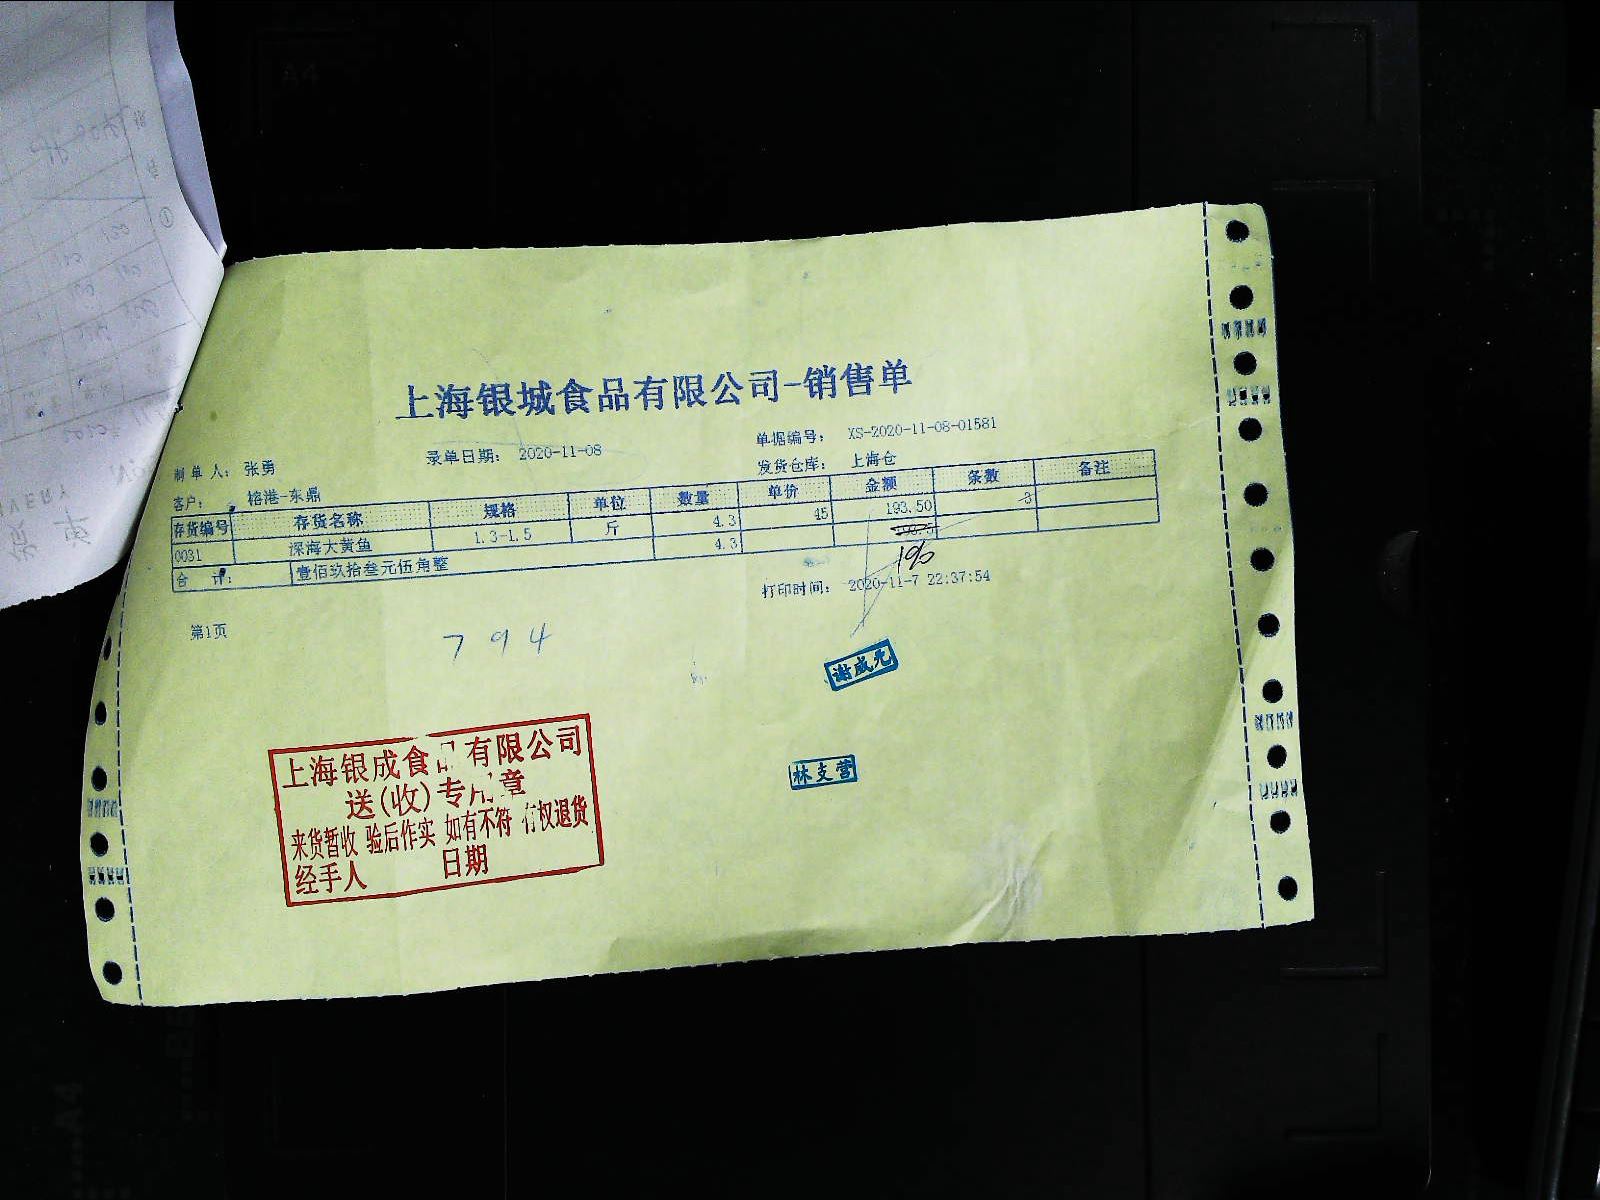 上海银城食品有限公司-销售单
制单人： 张勇 录单日期： 2020-11-08 单据编号： XS-2020-11-08-01581
客户： 榕港-东鼎 发货仓库： 上海仓
存货编号 存货名称 规格 单位 数量 单价 金额 条数 备注
0031 深海大黄鱼 1.3-1.5 斤 4.3 45 193.50 3
合 计： 壹佰玖拾叁元伍角整 4.3 193.5
190
打印时间： 2020-11-7 22:37:54
第1页
794
谢成光
林支营
上海银成食品有限公司
送(收)专用章
来货暂收 验后作实 如有不符 有权退货
经手人 日期
A4
A4
B5